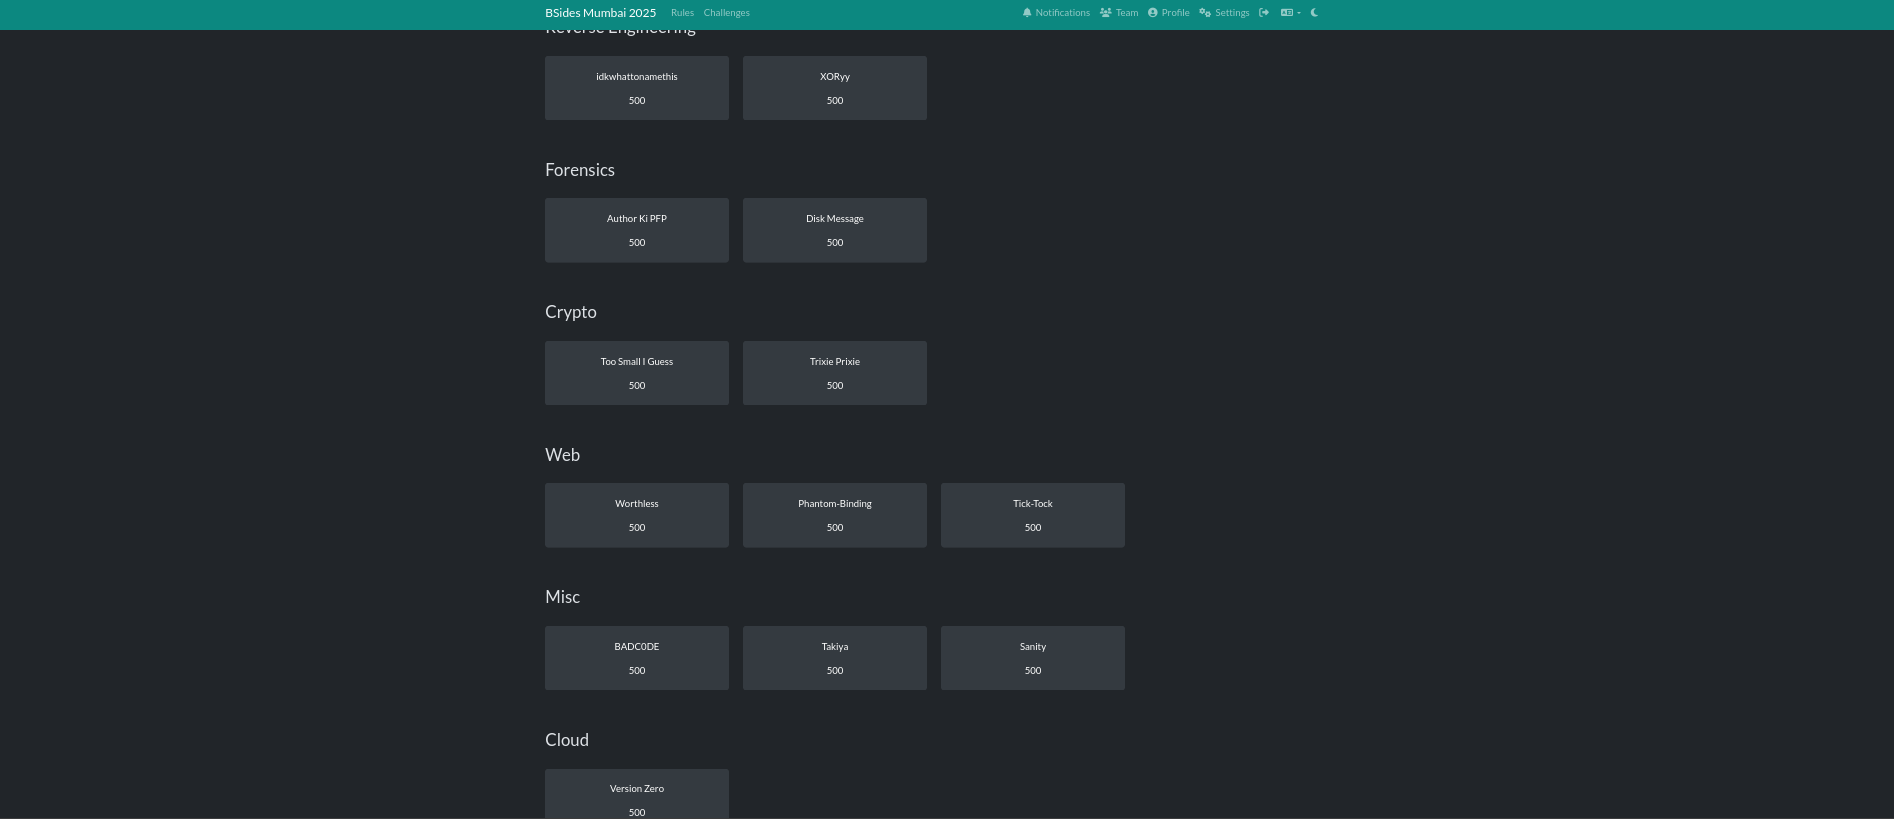 BSides Mumbai 2025 Rules Challenges Notifications Team Profile Settings
Reverse Engineering
idkwhattonamethis XORyy
500 500
Forensics
Author Ki PFP Disk Message
500 500
Crypto
Too Small I Guess Trixie Prixie
500 500
Web
Worthless Phantom-Binding Tick-Tock
500 500 500
Misc
BADC0DE Takiya Sanity
500 500 500
Cloud
Version Zero
500